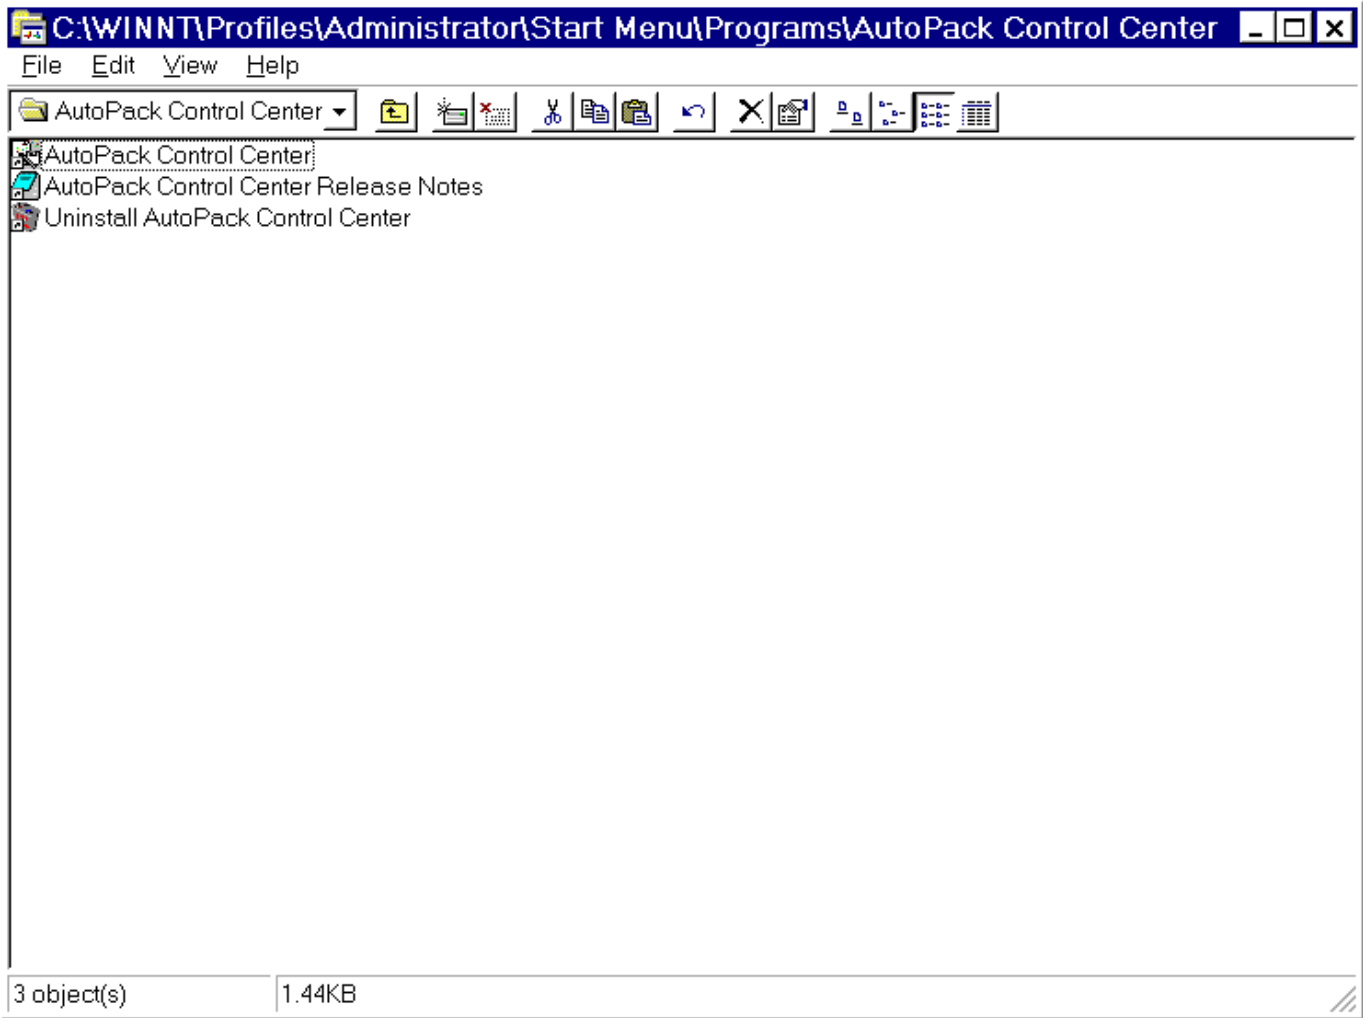 C:\WINNT\Profiles\Administrator\Start Menu\Programs\AutoPack Control Center
File Edit View Help
AutoPack Control Center
AutoPack Control Center
AutoPack Control Center Release Notes
Uninstall AutoPack Control Center
3 object(s) 1.44KB